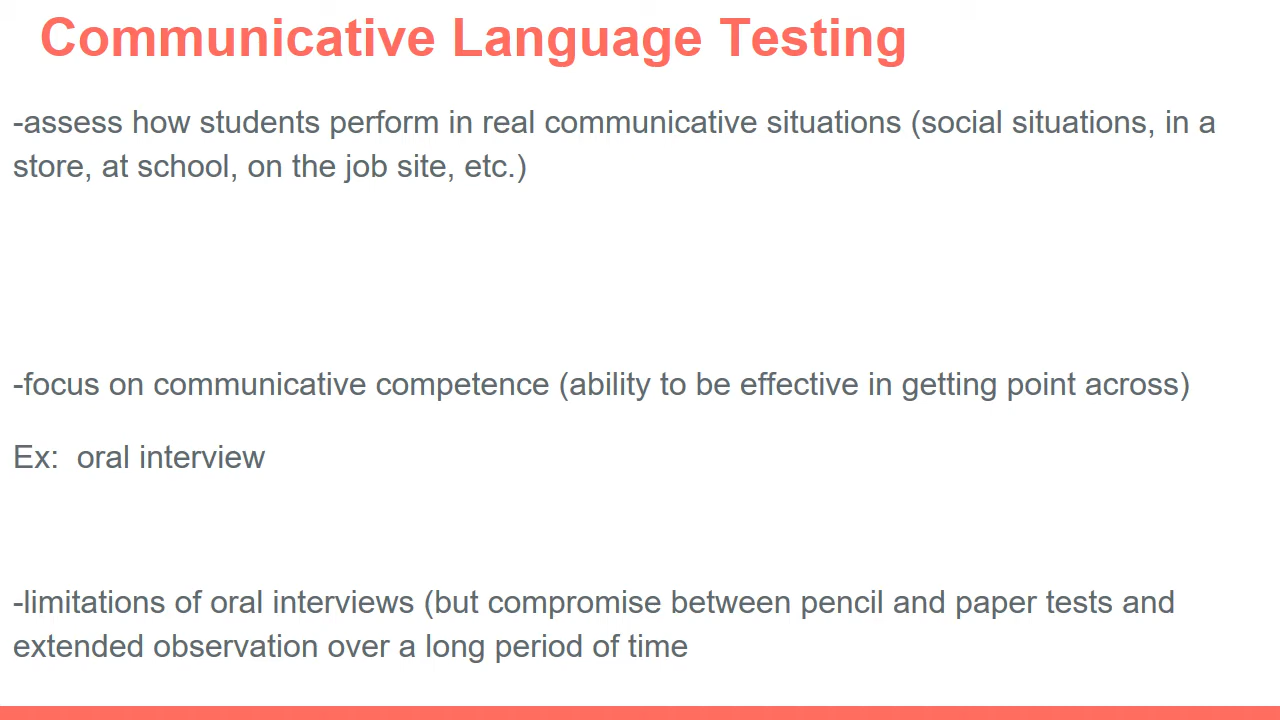 Communicative Language Testing
-assess how students perform in real communicative situations (social situations, in a
store, at school, on the job site, etc.)
-focus on communicative competence (ability to be effective in getting point across)
Ex:  oral interview
-limitations of oral interviews (but compromise between pencil and paper tests and
extended observation over a long period of time